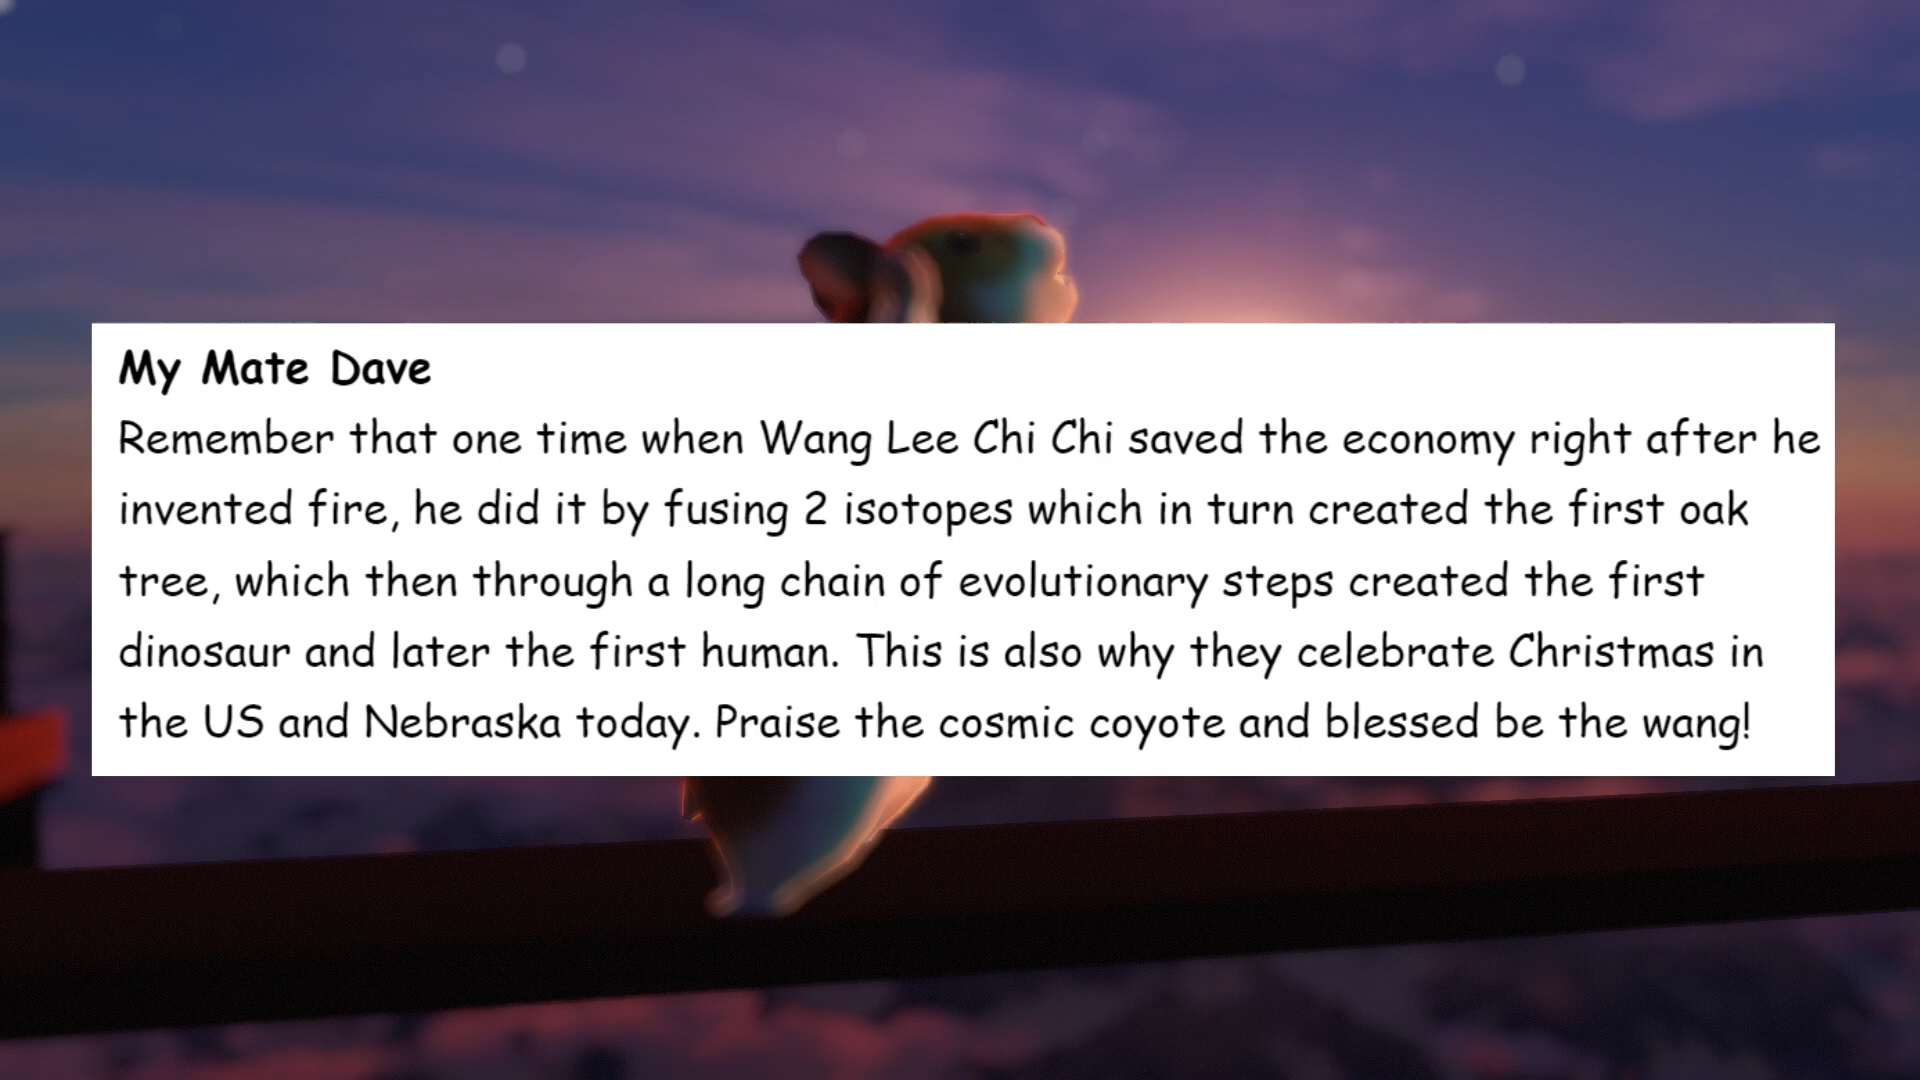 My Mate Dave
Remember that one time when Wang Lee Chi Chi saved the economy right after he
invented fire, he did it by fusing 2 isotopes which in turn created the first oak
tree, which then through a long chain of evolutionary steps created the first
dinosaur and later the first human. This is also why they celebrate Christmas in
the US and Nebraska today. Praise the cosmic coyote and blessed be the wang!